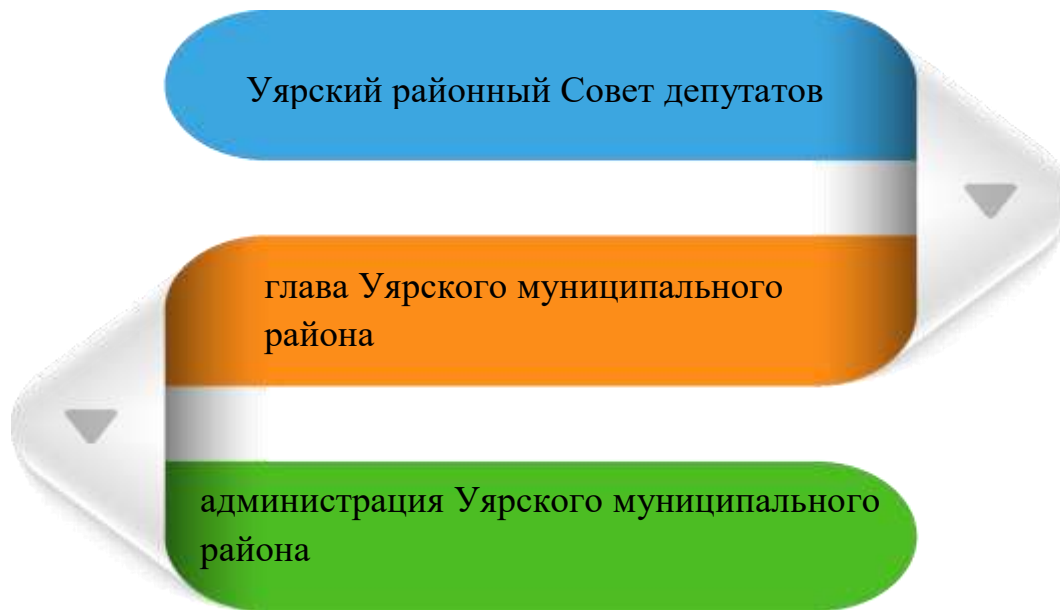 Уярский районный Совет депутатов
глава Уярского муниципального
района
администрация Уярского муниципального
района